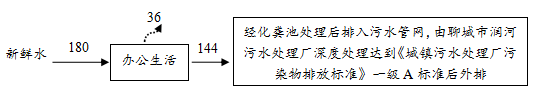 36
新鲜水
180
办公生活
144
经化粪池处理后排入污水管网，由聊城市润河
污水处理厂深度处理达到《城镇污水处理厂污
染物排放标准》一级 A 标准后外排